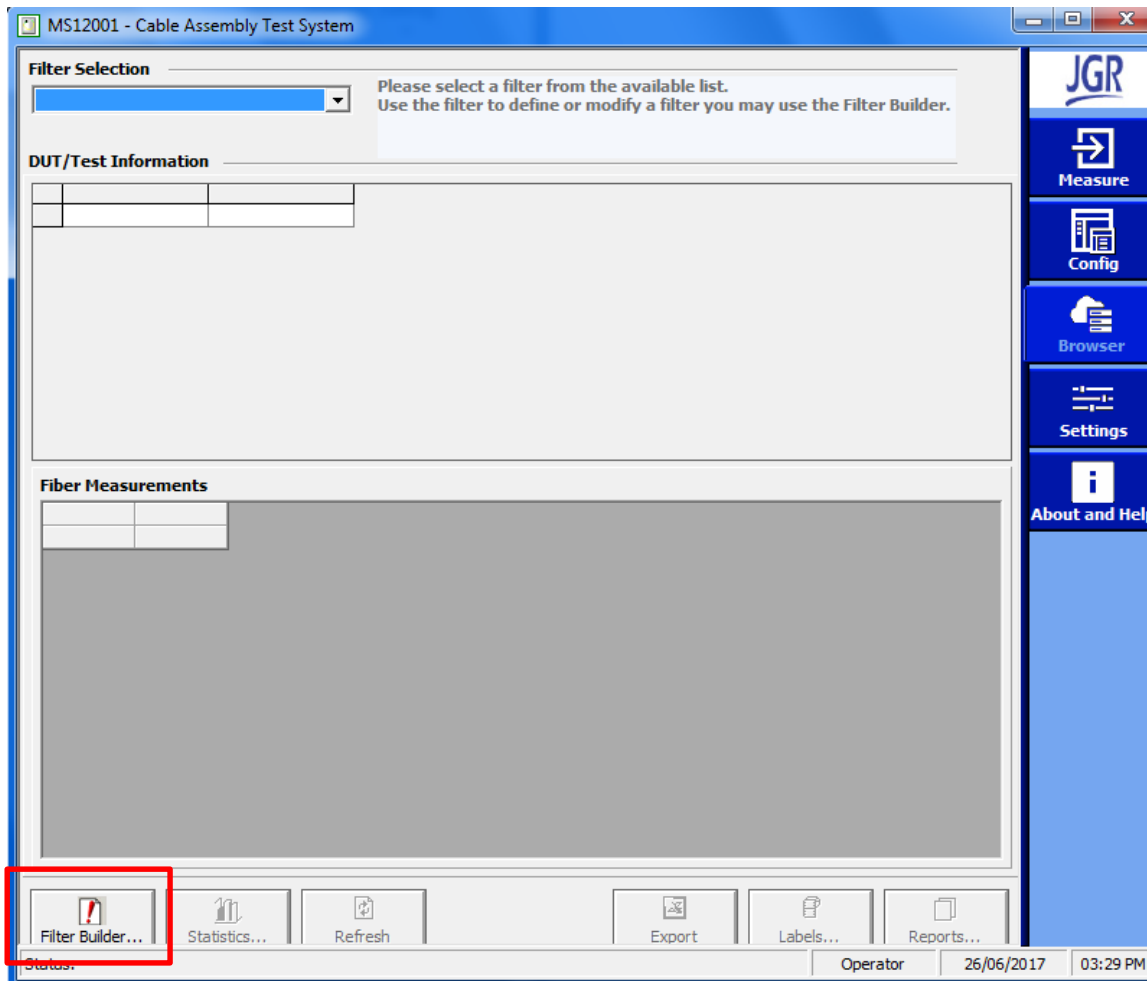 MS12001 - Cable Assembly Test System
Filter Selection
Please select a filter from the available list.
Use the filter to define or modify a filter you may use the Filter Builder.
DUT/Test Information
Fiber Measurements
JGR
Measure
Config
Browser
Settings
About and Hel
Filter Builder...
Statistics...
Refresh
Export
Labels...
Reports...
Status:
Operator
26/06/2017
03:29 PM